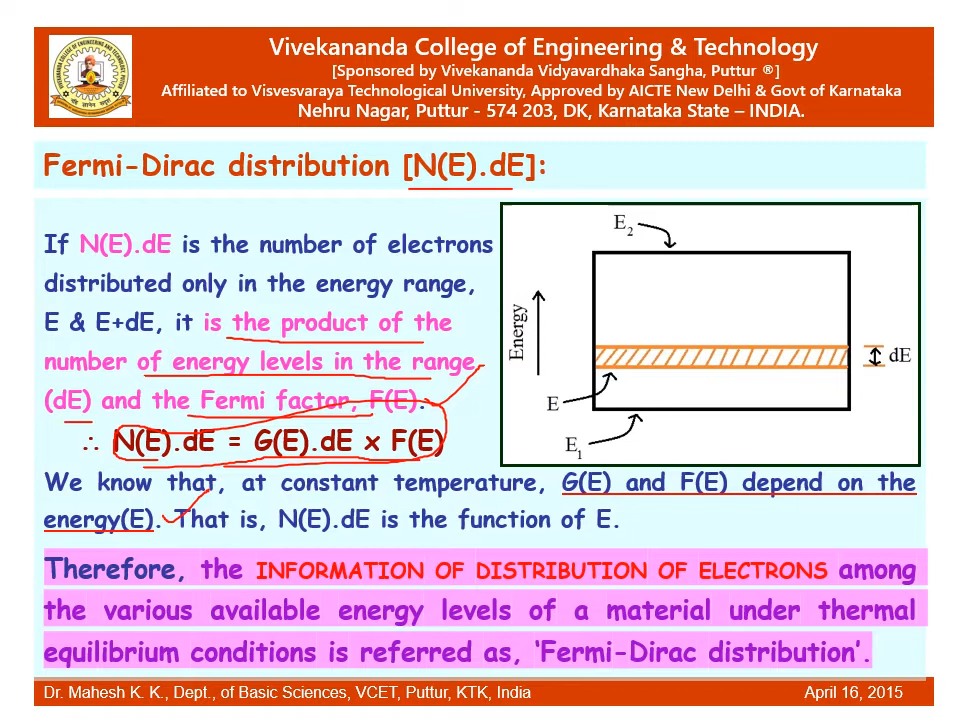 Vivekananda College of Engineering & Technology
[Sponsored by Vivekananda Vidyavardhaka Sangha, Puttur ®]
Affiliated to Visvesvaraya Technological University, Approved by AICTE New Delhi & Govt of Karnataka
Nehru Nagar, Puttur - 574 203, DK, Karnataka State – INDIA.
Fermi-Dirac distribution [N(E).dE]:
If N(E).dE is the number of electrons
distributed only in the energy range,
E & E+dE, it is the product of the
number of energy levels in the range
(dE) and the Fermi factor, F(E).
∴ N(E).dE = G(E).dE x F(E)
E₂
Energy
dE
E
E₁
We know that, at constant temperature, G(E) and F(E) depend on the
energy(E). That is, N(E).dE is the function of E.
Therefore, the INFORMATION OF DISTRIBUTION OF ELECTRONS among
the various available energy levels of a material under thermal
equilibrium conditions is referred as, ‘Fermi-Dirac distribution’.
Dr. Mahesh K. K., Dept., of Basic Sciences, VCET, Puttur, KTK, India
April 16, 2015